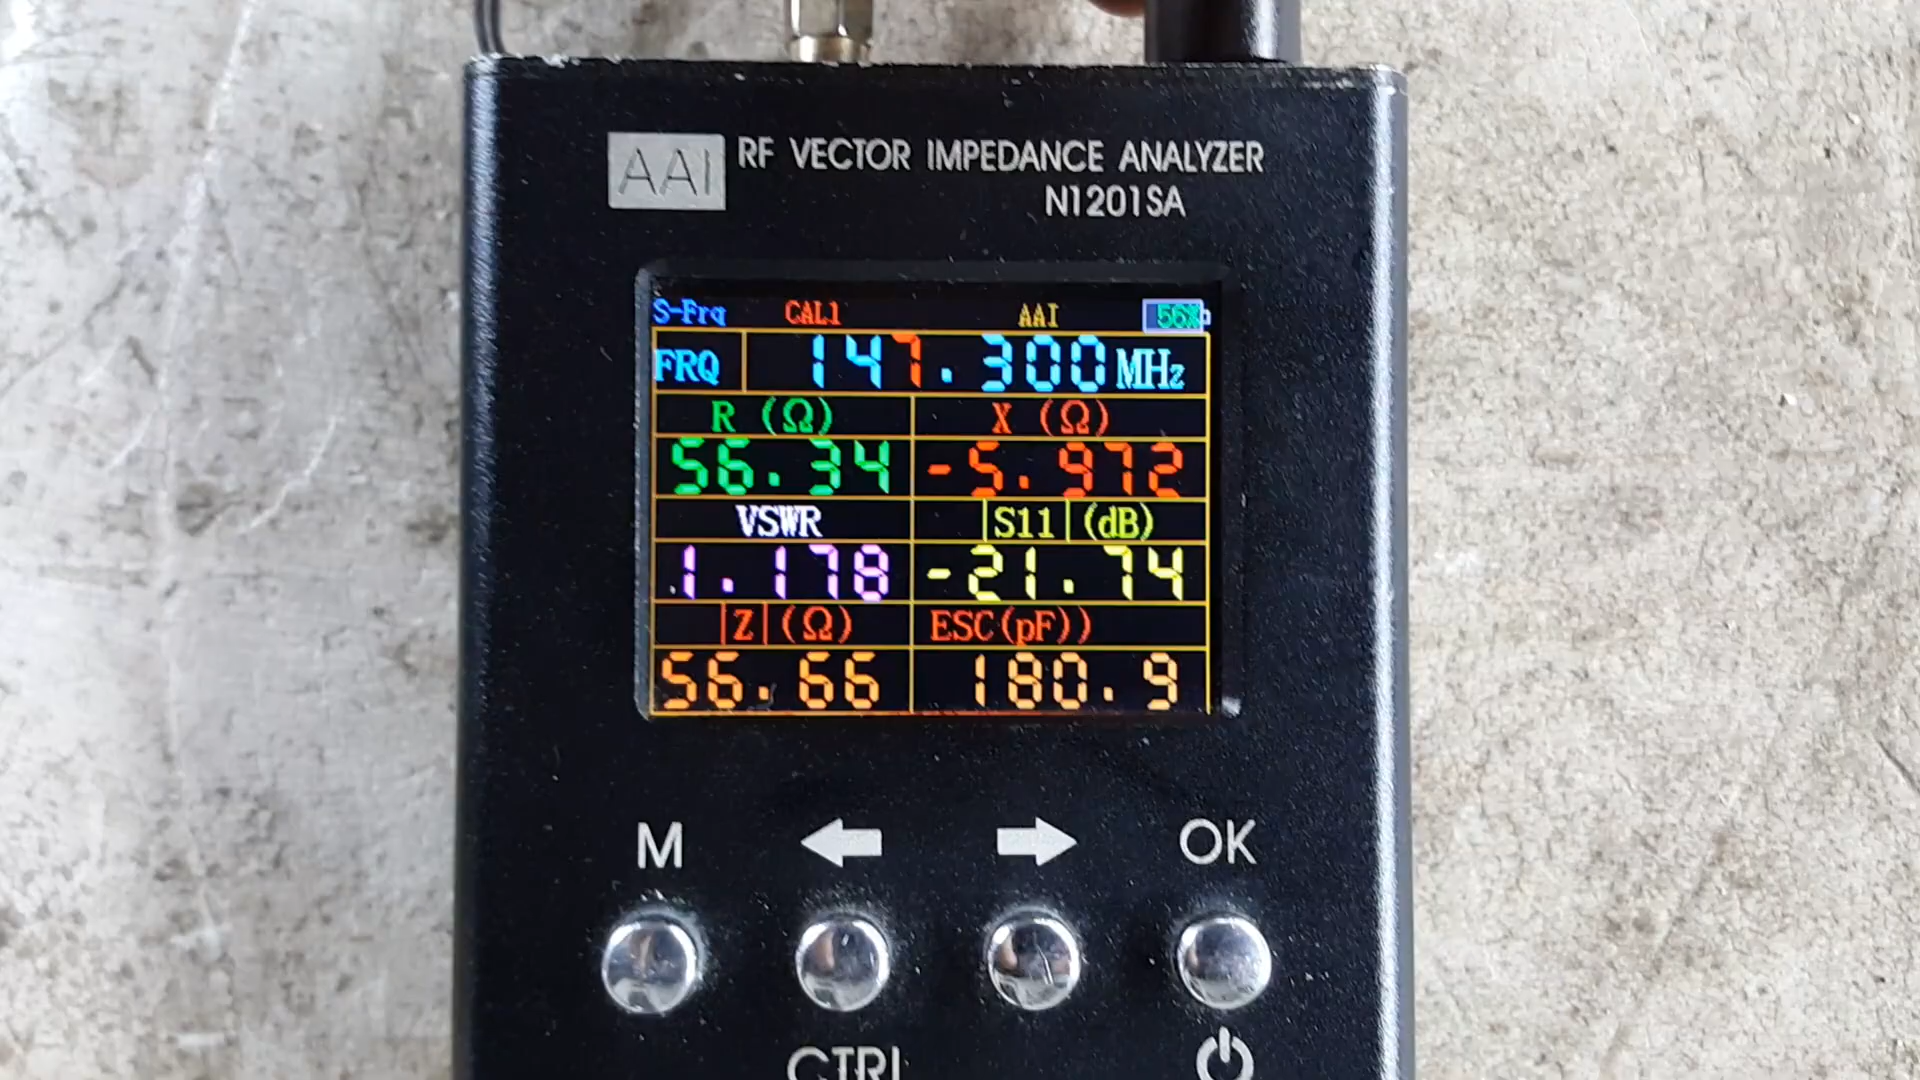 AAI RF VECTOR IMPEDANCE ANALYZER
N1201SA
S-Frq CAL1 AAI 56%
FRQ 147.300 MHz
R (Ω) X (Ω)
56.34 -5.972
VSWR |S11|(dB)
1.178 -21.74
|Z|(Ω) ESC(pF))
56.66 180.9
M OK
CTRL